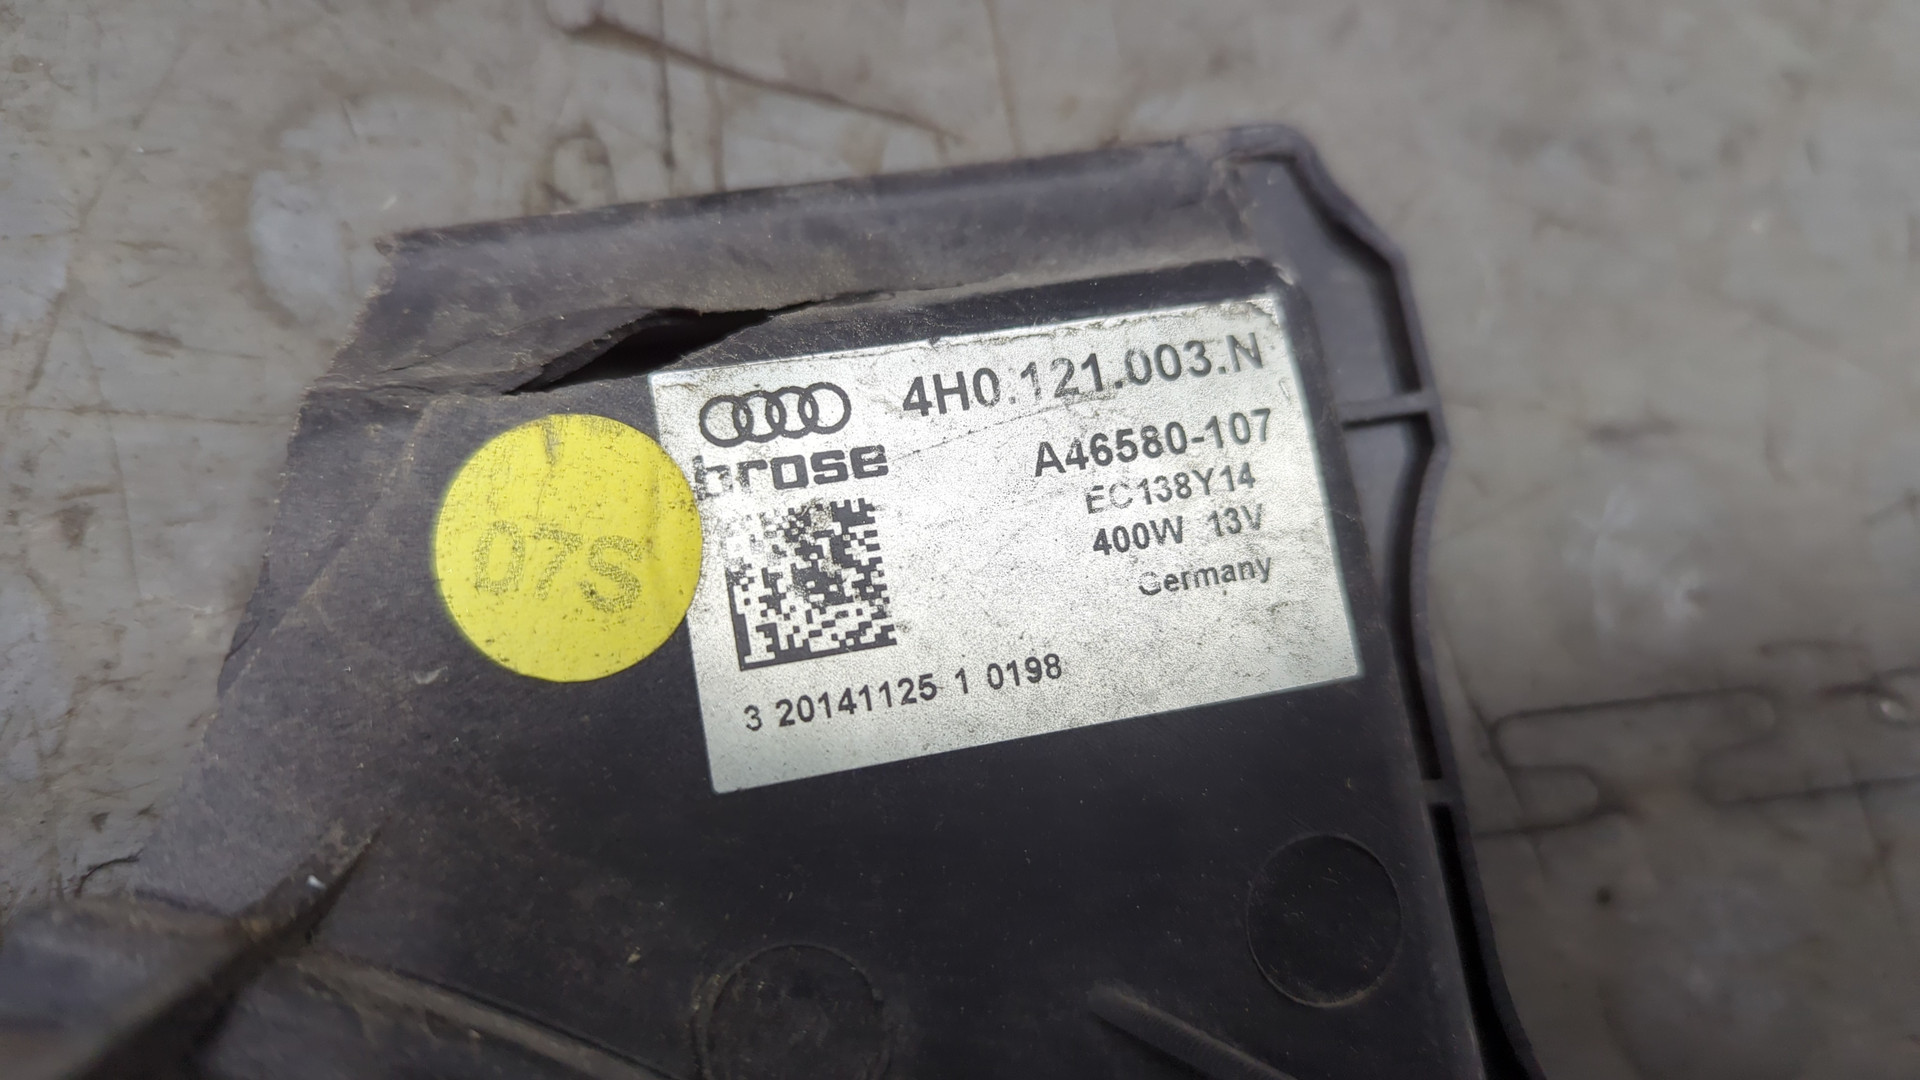 4H0.121.003.N
brose
A46580-107
EC138Y14
400W 13V
Germany
07S
3 20141125 1 0198